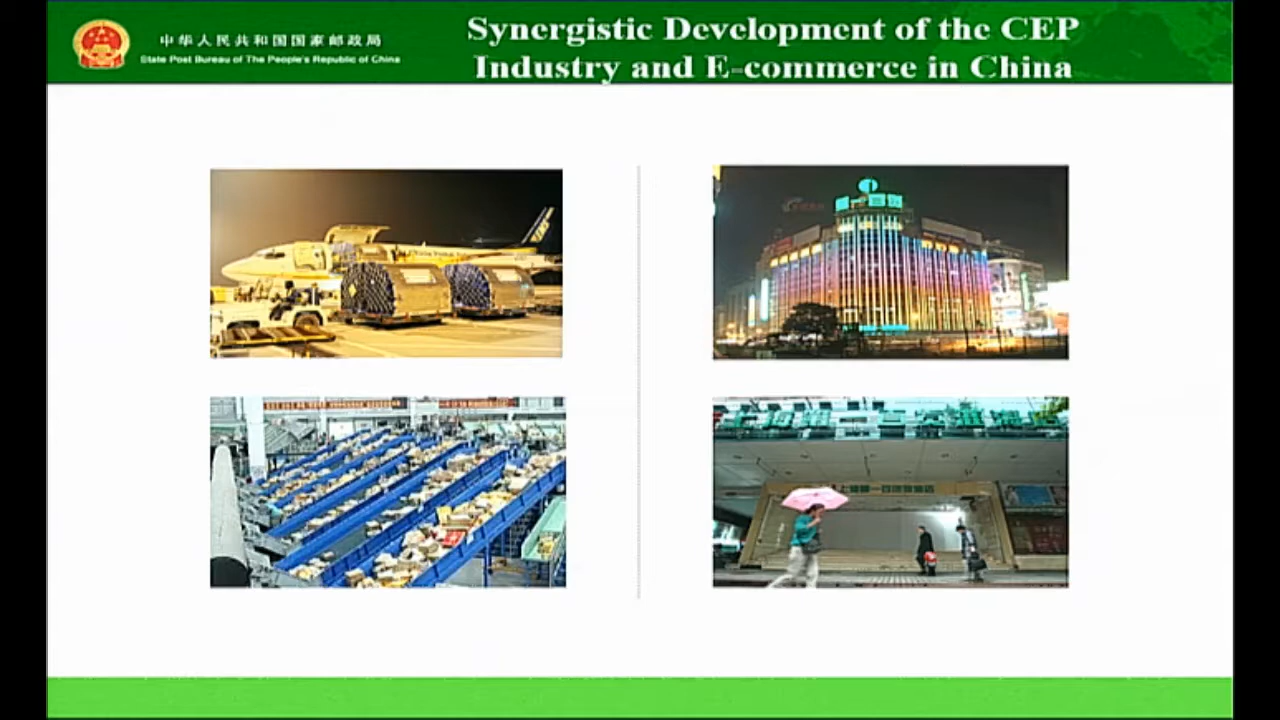 中华人民共和国国家邮政局
State Post Bureau of The People's Republic of China
Synergistic Development of the CEP
Industry and E-commerce in China